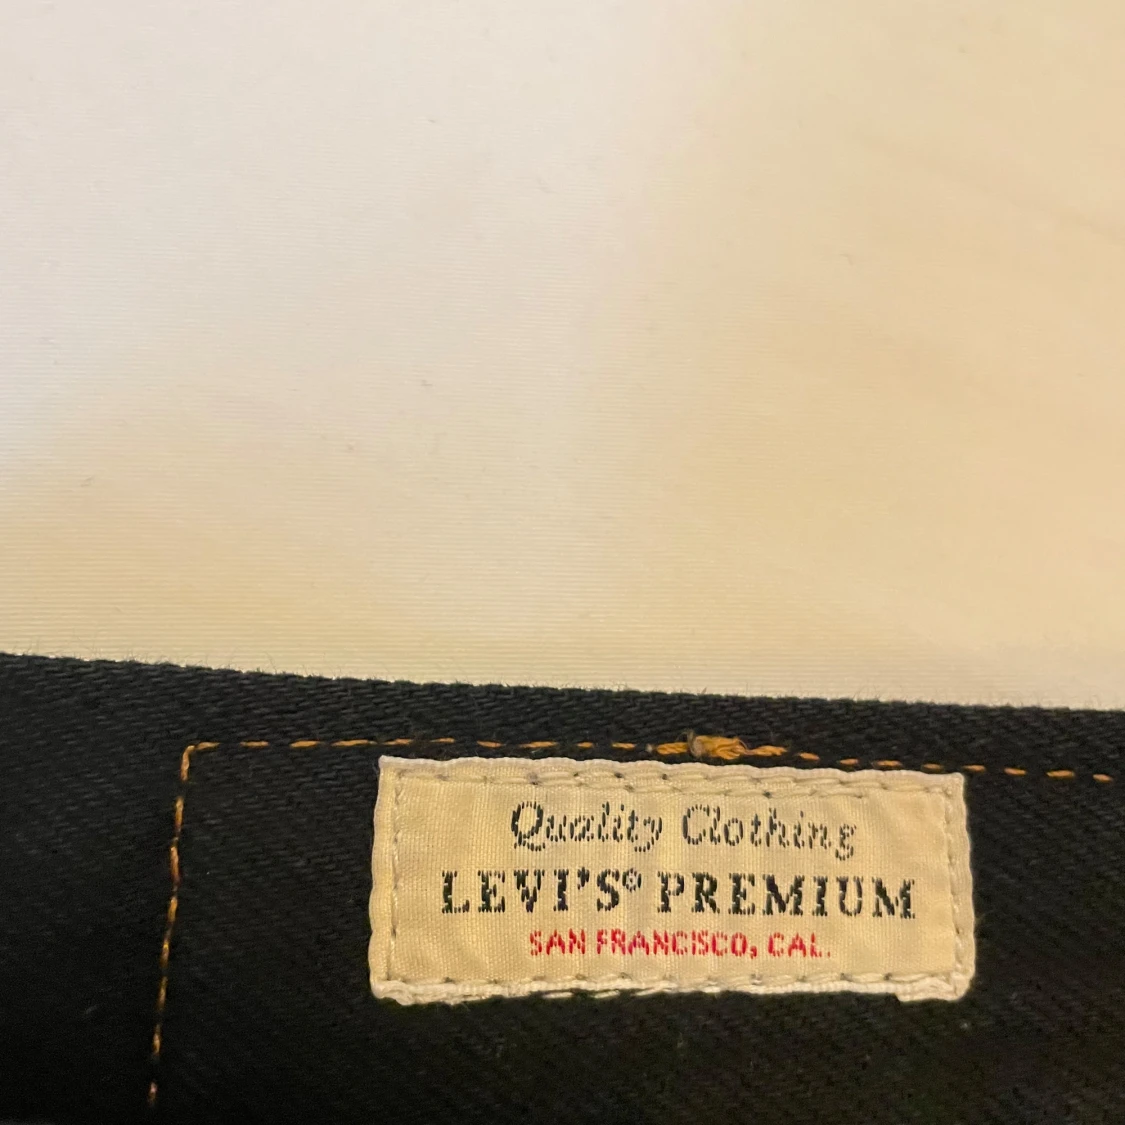 Quality Clothing
LEVI'S® PREMIUM
SAN FRANCISCO, CAL.